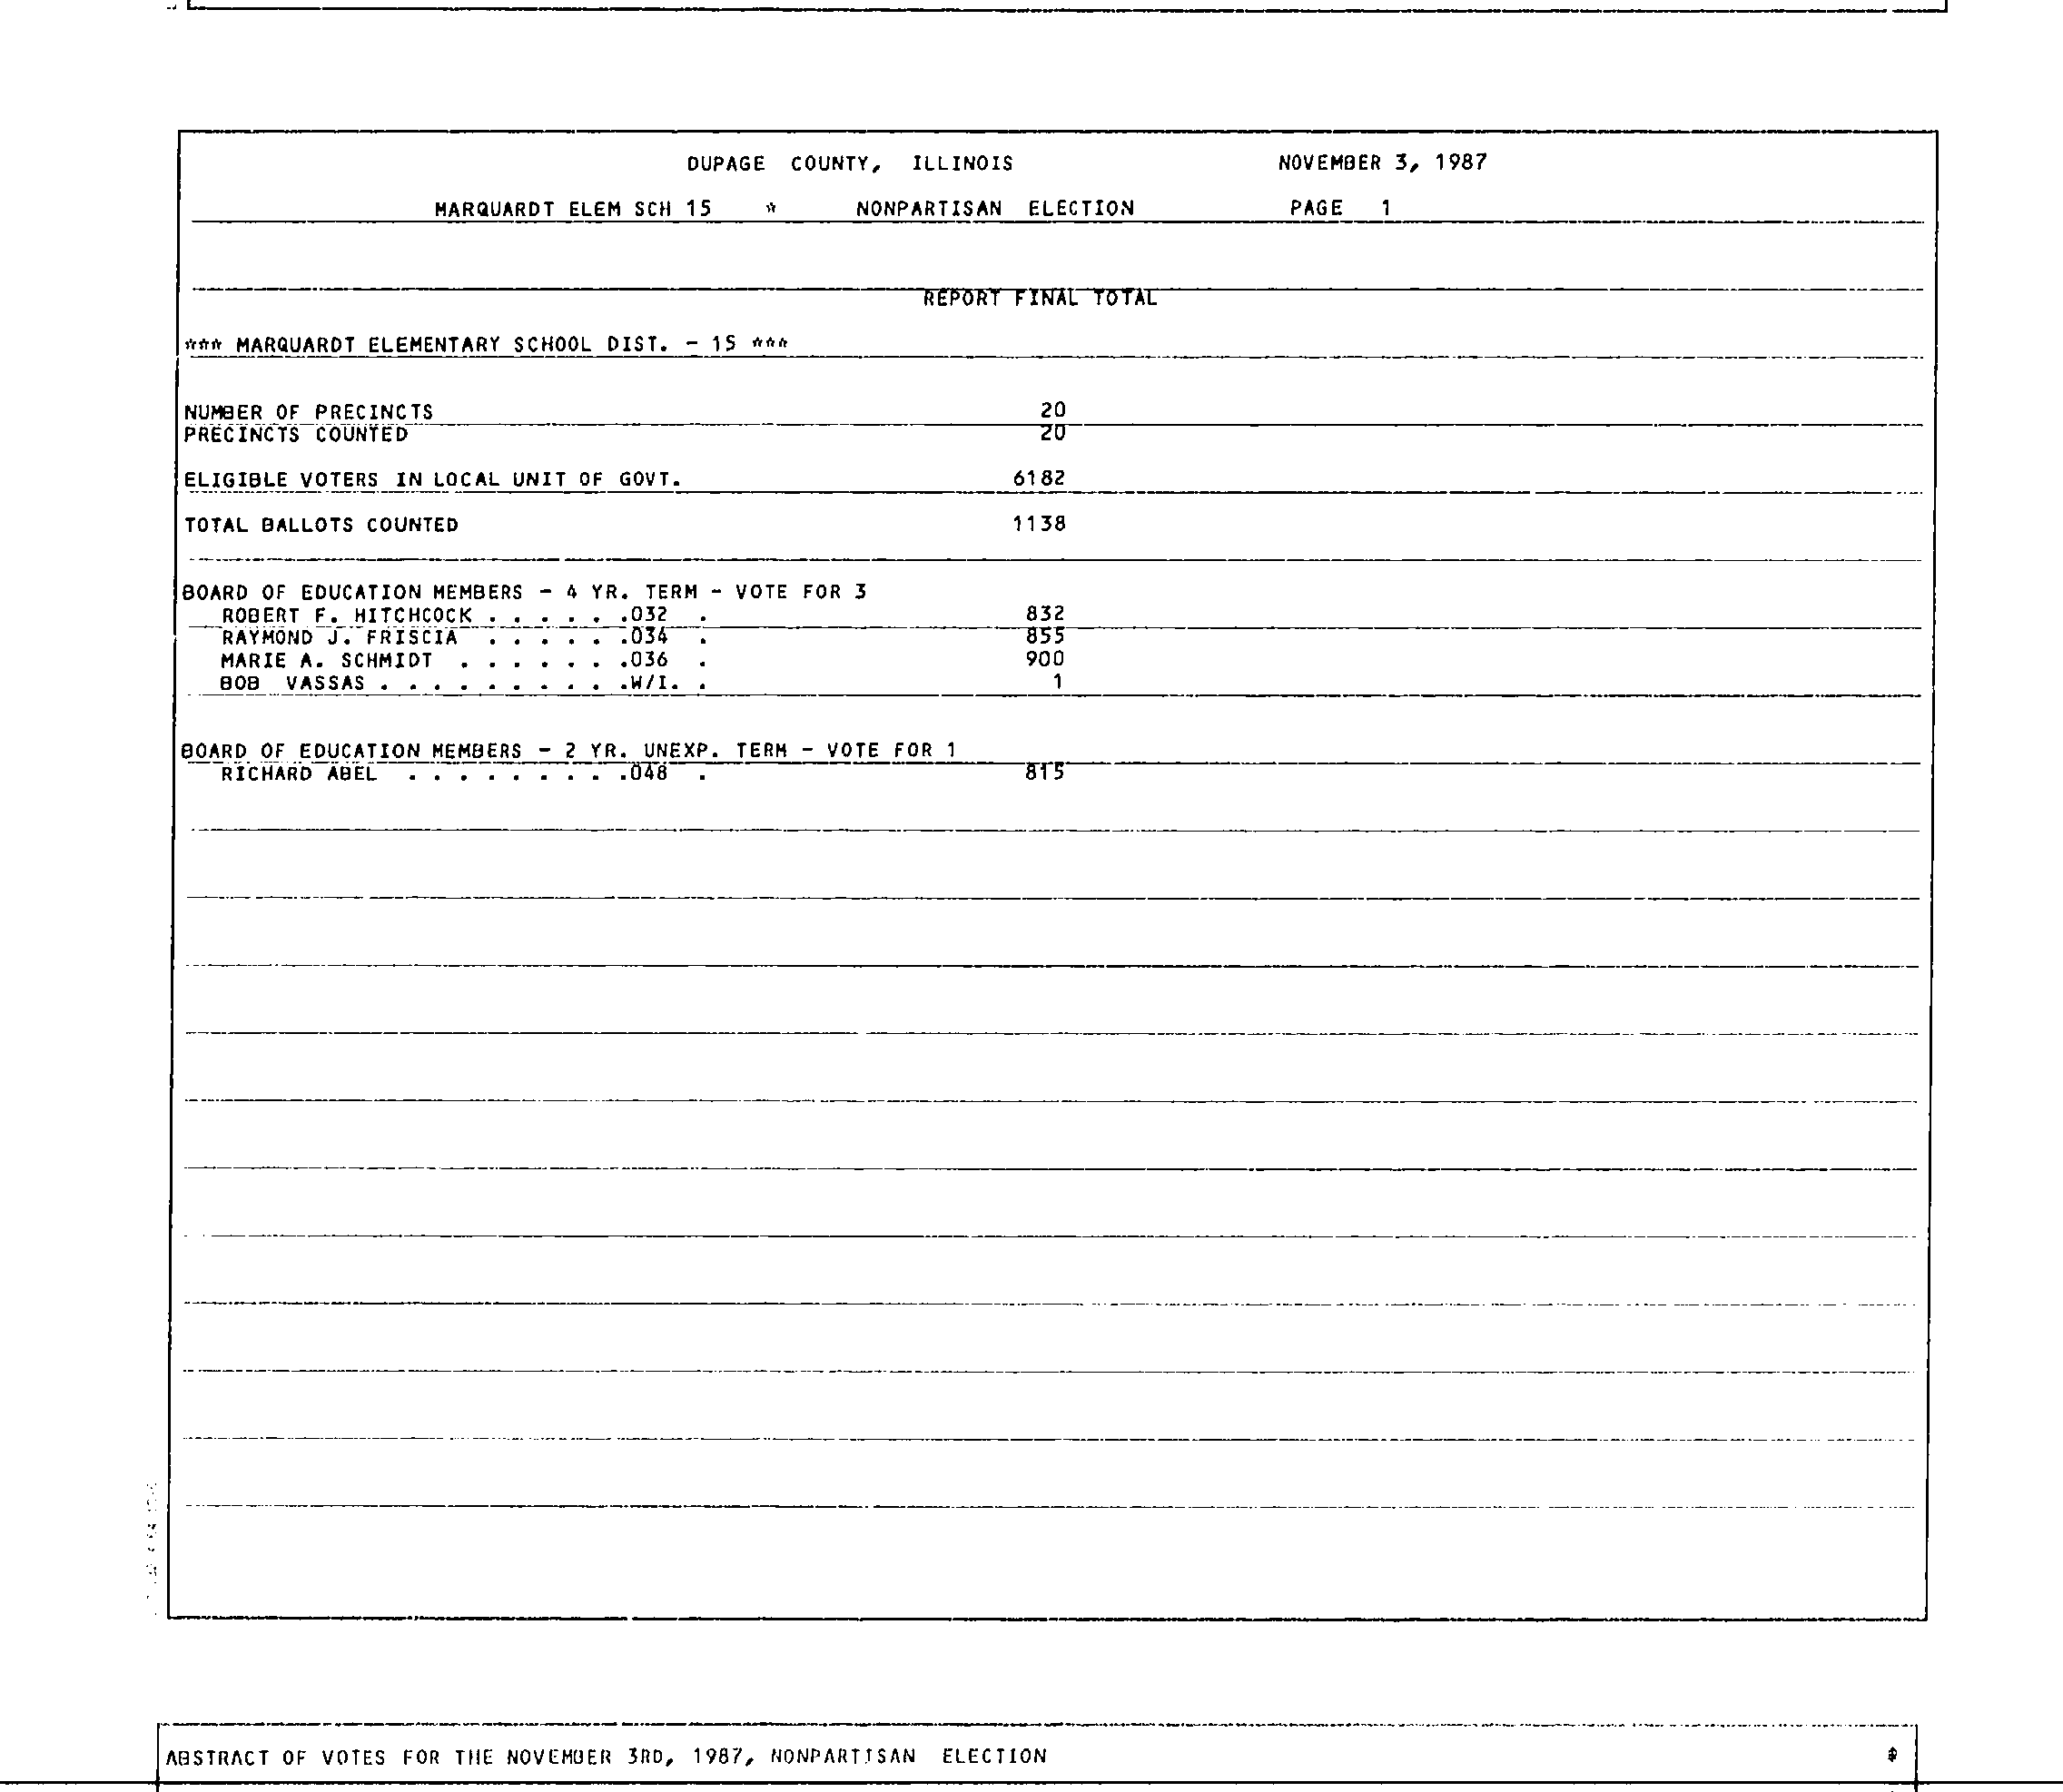 DUPAGE COUNTY, ILLINOIS NOVEMBER 3, 1987
MARQUARDT ELEM SCH 15 * NONPARTISAN ELECTION PAGE 1
REPORT FINAL TOTAL
*** MARQUARDT ELEMENTARY SCHOOL DIST. - 15 ***
NUMBER OF PRECINCTS 20
PRECINCTS COUNTED 20
ELIGIBLE VOTERS IN LOCAL UNIT OF GOVT. 6182
TOTAL BALLOTS COUNTED 1138
BOARD OF EDUCATION MEMBERS - 4 YR. TERM - VOTE FOR 3
ROBERT F. HITCHCOCK . . . . . .032 . 832
RAYMOND J. FRISCIA . . . . . .034 . 855
MARIE A. SCHMIDT . . . . . . .036 . 900
BOB VASSAS . . . . . . . . . .W/I. . 1
BOARD OF EDUCATION MEMBERS - 2 YR. UNEXP. TERM - VOTE FOR 1
RICHARD ABEL . . . . . . . . .048 . 815
ABSTRACT OF VOTES FOR THE NOVEMBER 3RD, 1987, NONPARTISAN ELECTION